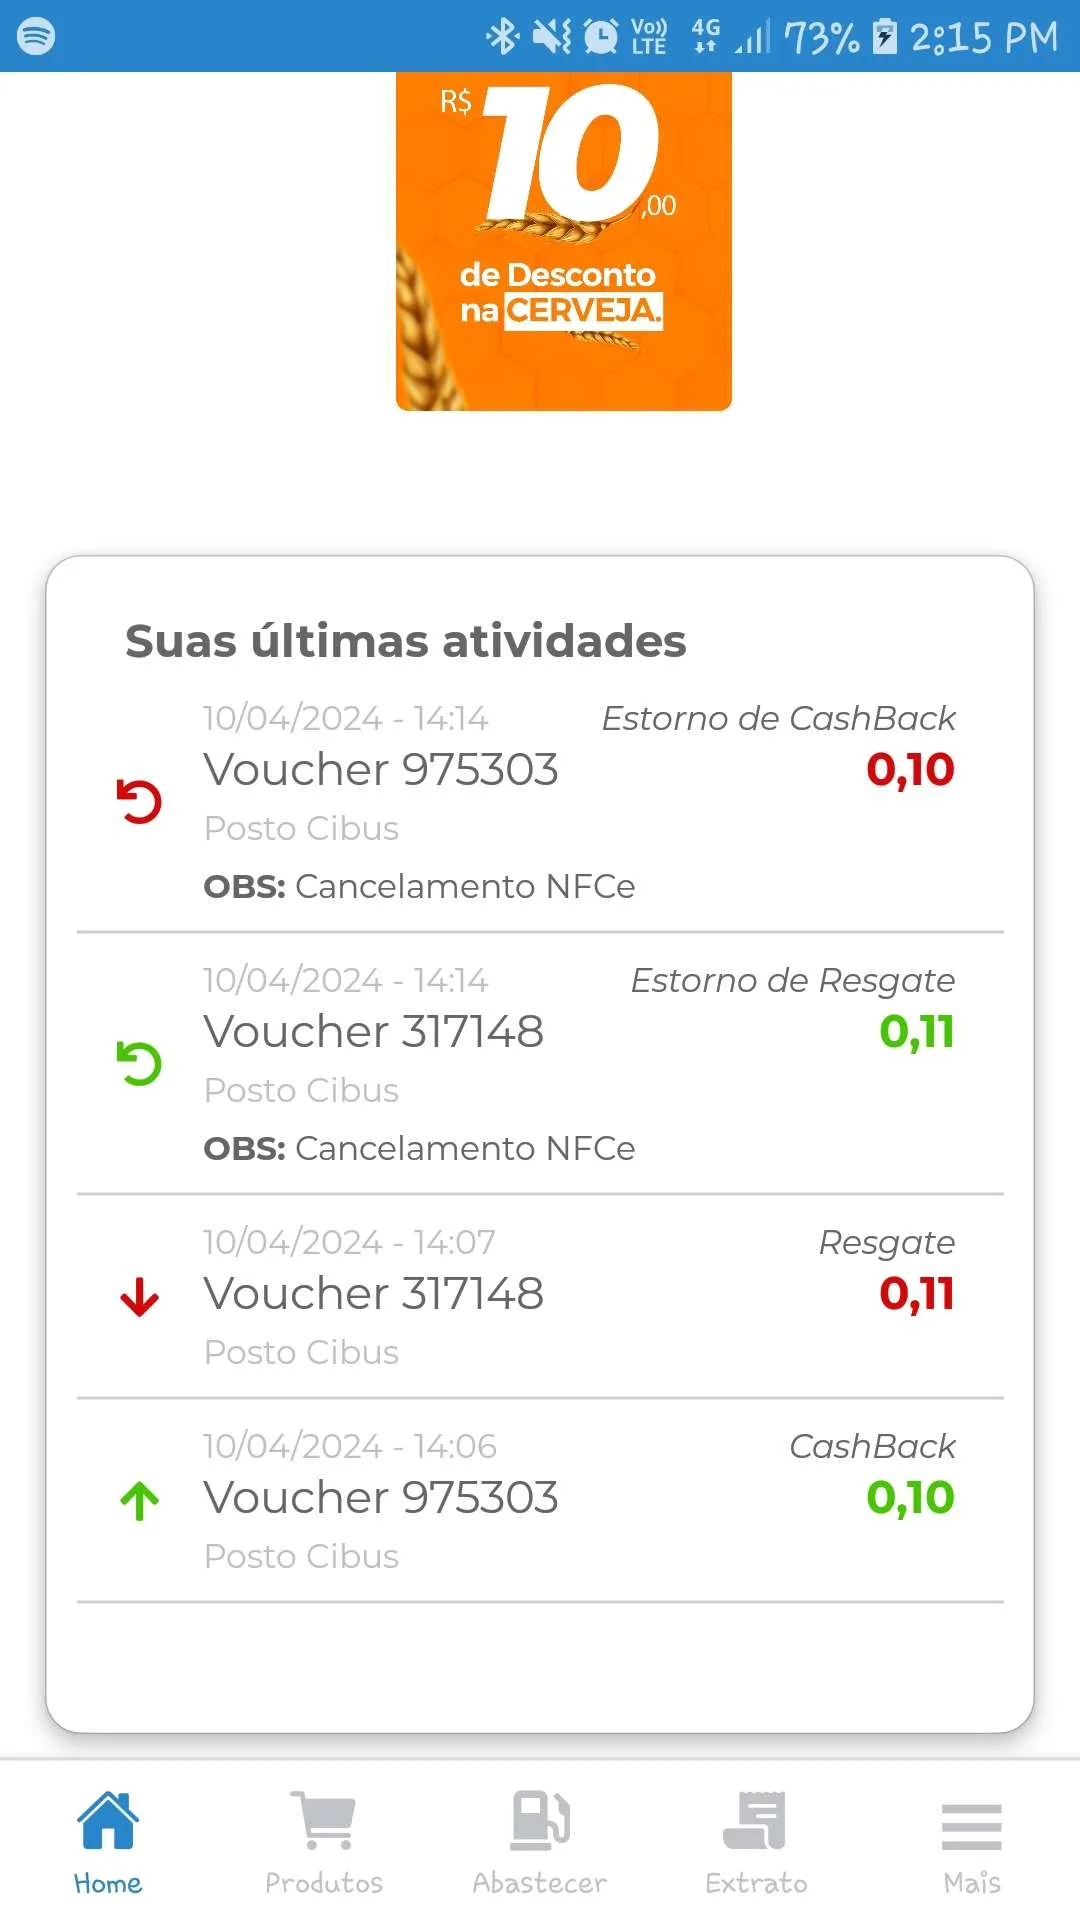 Vo)) LTE 4G 73% 2:15 PM
R$ 10,00
de Desconto
na CERVEJA.
Suas últimas atividades
10/04/2024 - 14:14 Estorno de CashBack
Voucher 975303 0,10
Posto Cibus
OBS: Cancelamento NFCe
10/04/2024 - 14:14 Estorno de Resgate
Voucher 317148 0,11
Posto Cibus
OBS: Cancelamento NFCe
10/04/2024 - 14:07 Resgate
Voucher 317148 0,11
Posto Cibus
10/04/2024 - 14:06 CashBack
Voucher 975303 0,10
Posto Cibus
Home Produtos Abastecer Extrato Mais